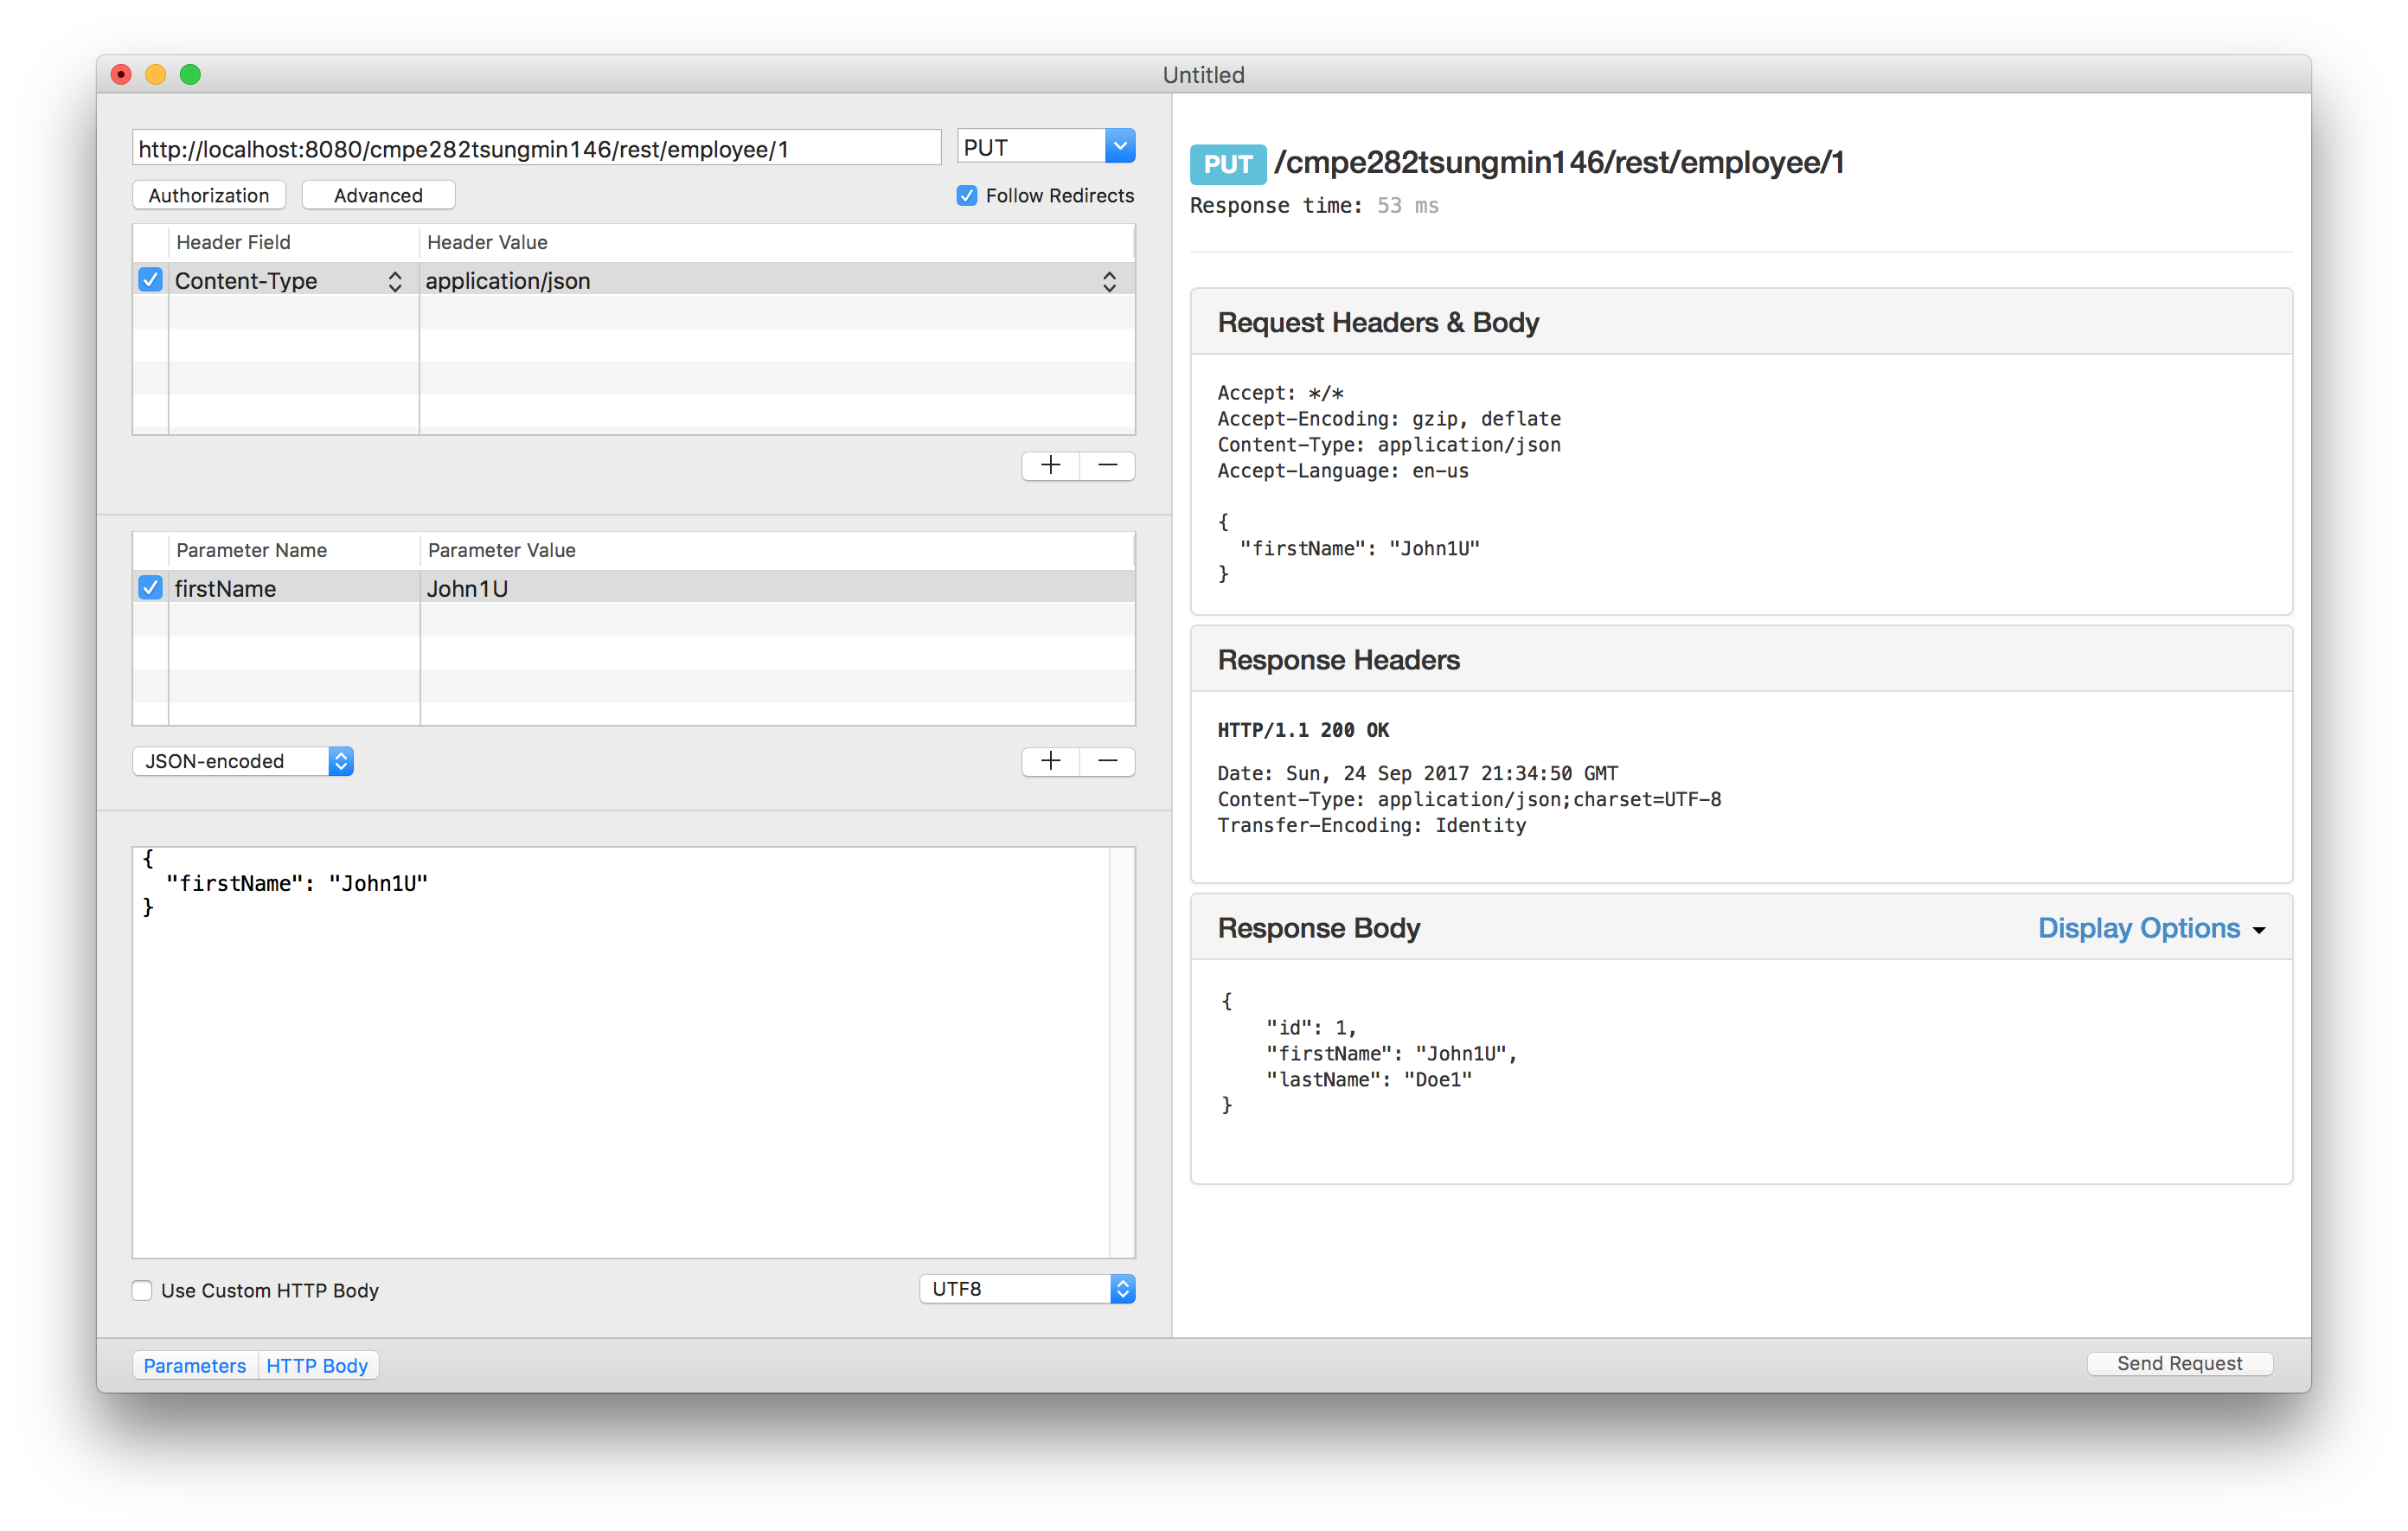 Untitled
http://localhost:8080/cmpe282tsungmin146/rest/employee/1
PUT
Authorization
Advanced
Follow Redirects
Header Field
Header Value
Content-Type
application/json
Parameter Name
Parameter Value
firstName
John1U
JSON-encoded
{
"firstName": "John1U"
}
Use Custom HTTP Body
UTF8
Parameters
HTTP Body
PUT /cmpe282tsungmin146/rest/employee/1
Response time: 53 ms
Request Headers & Body
Accept: */*
Accept-Encoding: gzip, deflate
Content-Type: application/json
Accept-Language: en-us
{
"firstName": "John1U"
}
Response Headers
HTTP/1.1 200 OK
Date: Sun, 24 Sep 2017 21:34:50 GMT
Content-Type: application/json;charset=UTF-8
Transfer-Encoding: Identity
Response Body
Display Options
{
"id": 1,
"firstName": "John1U",
"lastName": "Doe1"
}
Send Request